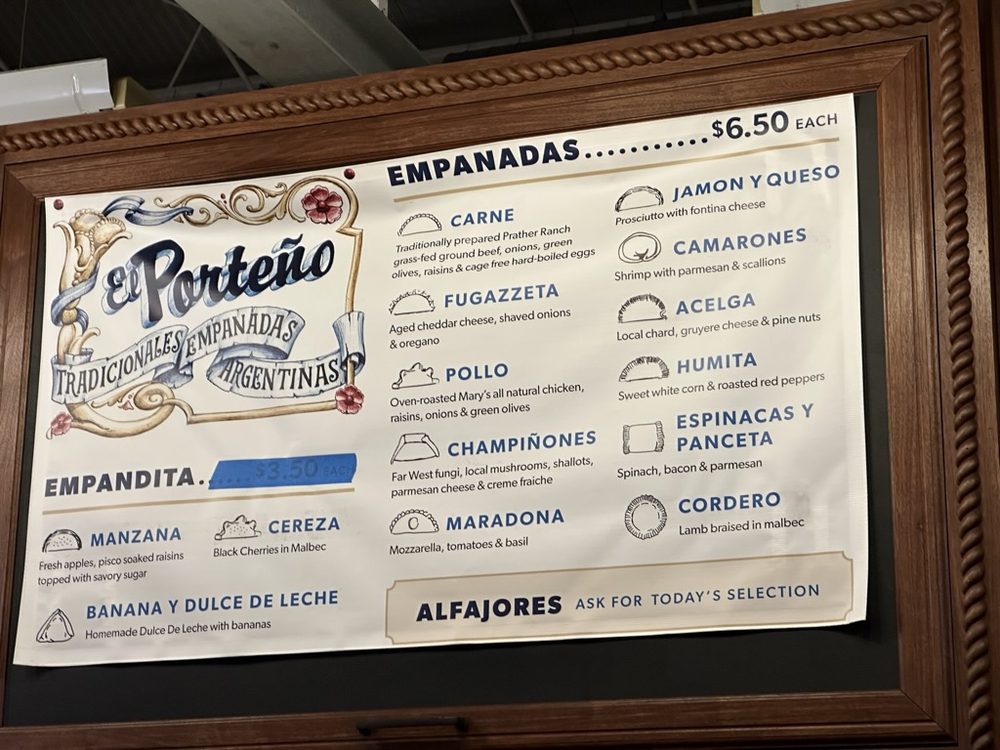 El Porteño
TRADICIONALES EMPANADAS
ARGENTINAS
EMPANDITA......$3.50 EACH
MANZANA
Fresh apples, pisco soaked raisins
topped with savory sugar
CEREZA
Black Cherries in Malbec
BANANA Y DULCE DE LECHE
Homemade Dulce De Leche with bananas
EMPANADAS...........$6.50 EACH
CARNE
Traditionally prepared Prather Ranch
grass-fed ground beef, onions, green
olives, raisins & cage free hard-boiled eggs
FUGAZZETA
Aged cheddar cheese, shaved onions
& oregano
POLLO
Oven-roasted Mary's all natural chicken,
raisins, onions & green olives
CHAMPIÑONES
Far West fungi, local mushrooms, shallots,
parmesan cheese & creme fraiche
MARADONA
Mozzarella, tomatoes & basil
JAMON Y QUESO
Prosciutto with fontina cheese
CAMARONES
Shrimp with parmesan & scallions
ACELGA
Local chard, gruyere cheese & pine nuts
HUMITA
Sweet white corn & roasted red peppers
ESPINACAS Y
PANCETA
Spinach, bacon & parmesan
CORDERO
Lamb braised in malbec
ALFAJORES ASK FOR TODAY'S SELECTION